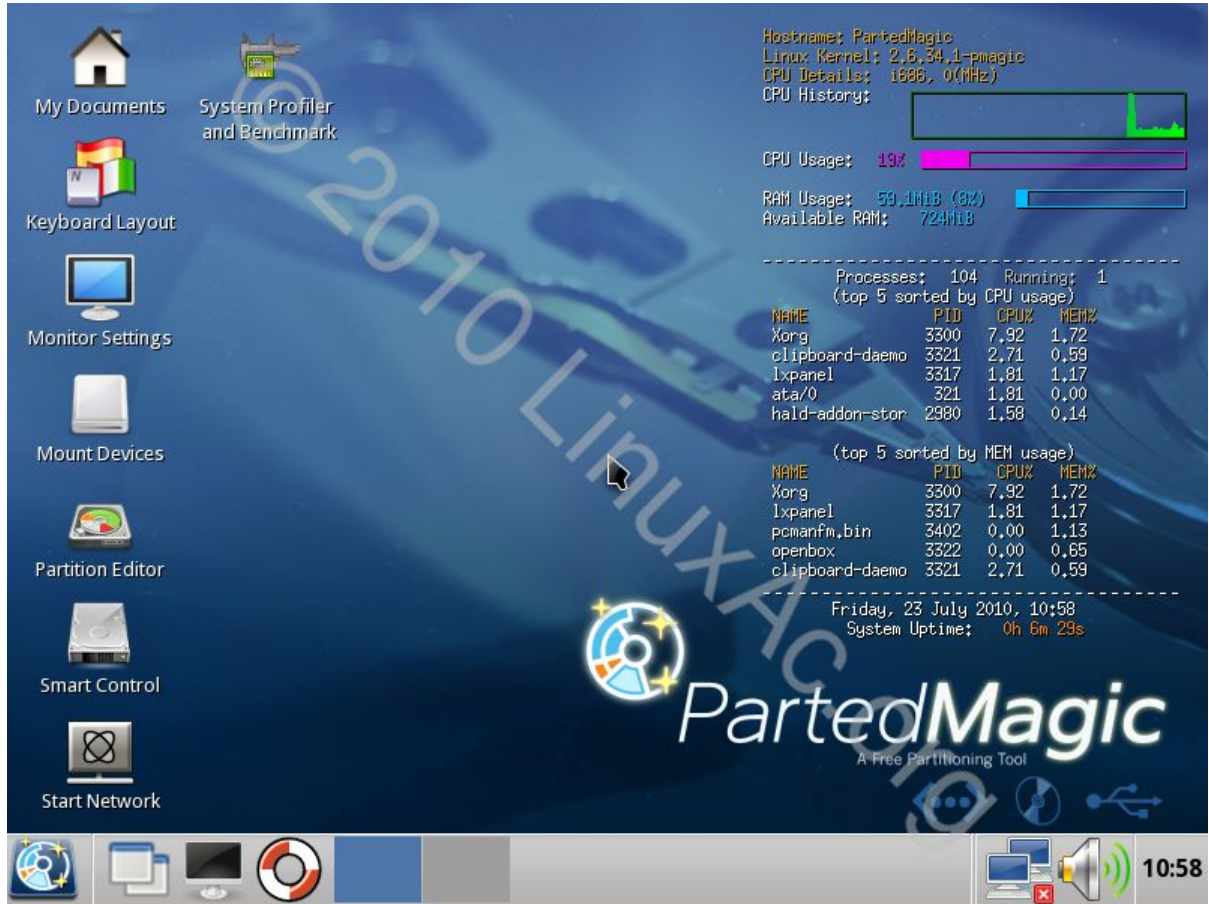 My Documents
System Profiler
and Benchmark
Keyboard Layout
Monitor Settings
Mount Devices
Partition Editor
Smart Control
Start Network
Hostname: PartedMagic
Linux Kernel: 2.6.34.1-pmagic
CPU Details: i686, 0(MHz)
CPU History:
CPU Usage: 19%
RAM Usage: 59.1MiB (8%)
Available RAM: 724MiB
Processes: 104 Running: 1
(top 5 sorted by CPU usage)
NAME PID CPU% MEM%
Xorg 3300 7.92 1.72
clipboard-daemo 3321 2.71 0.59
lxpanel 3317 1.81 1.17
ata/0 321 1.81 0.00
hald-addon-stor 2980 1.58 0.14
(top 5 sorted by MEM usage)
NAME PID CPU% MEM%
Xorg 3300 7.92 1.72
lxpanel 3317 1.81 1.17
pcmanfm.bin 3402 0.00 1.13
openbox 3322 0.00 0.65
clipboard-daemo 3321 2.71 0.59
Friday, 23 July 2010, 10:58
System Uptime: 0h 6m 29s
PartedMagic
A Free Partitioning Tool
© 2010 LinuxAc.org
N
10:58